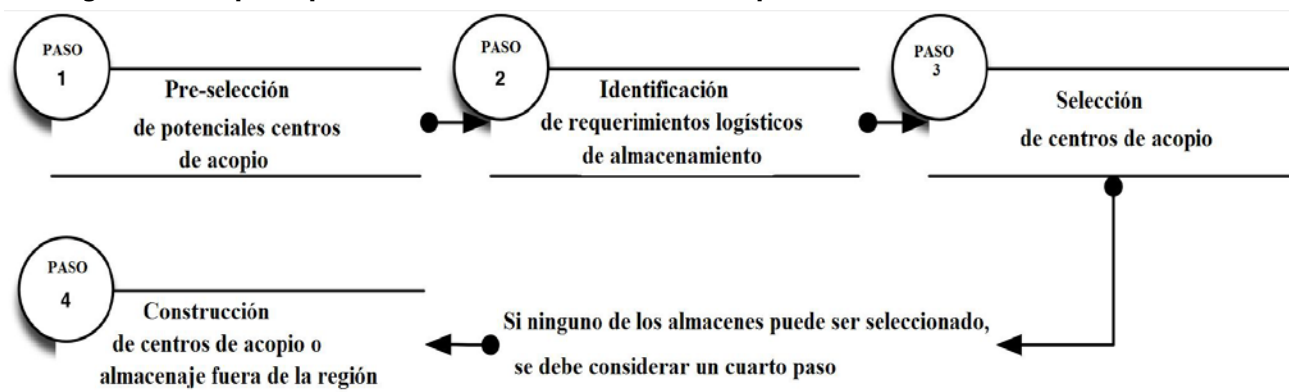 PASO
1
Pre-selección
de potenciales centros
de acopio
PASO
2
Identificación
de requerimientos logísticos
de almacenamiento
PASO
3
Selección
de centros de acopio
PASO
4
Construcción
de centros de acopio o
almacenaje fuera de la región
Si ninguno de los almacenes puede ser seleccionado,
se debe considerar un cuarto paso